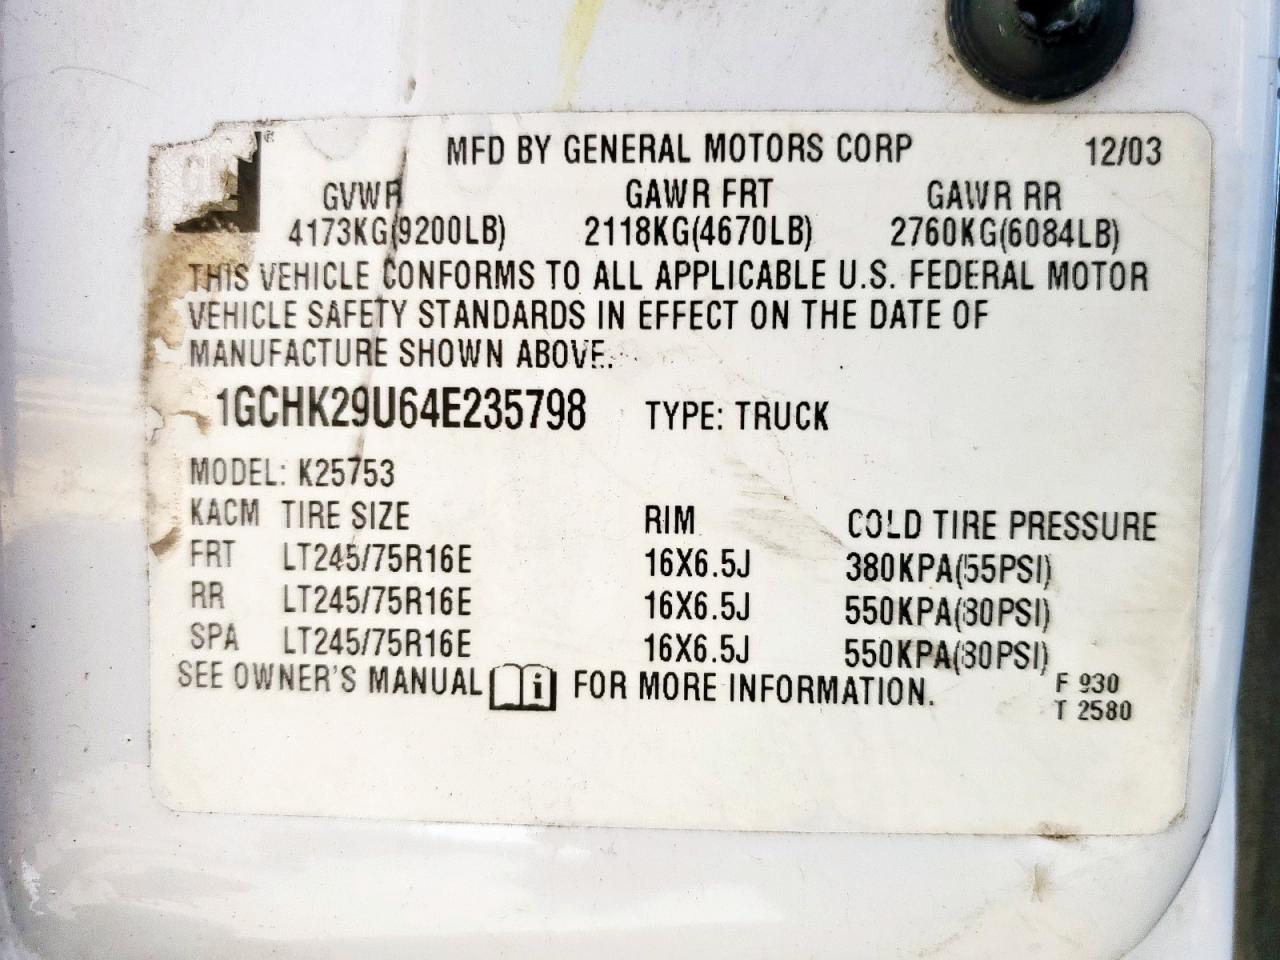 MFD BY GENERAL MOTORS CORP 12/03
GVWR GAWR FRT GAWR RR
4173KG(9200LB) 2118KG(4670LB) 2760KG(6084LB)
THIS VEHICLE CONFORMS TO ALL APPLICABLE U.S. FEDERAL MOTOR
VEHICLE SAFETY STANDARDS IN EFFECT ON THE DATE OF
MANUFACTURE SHOWN ABOVE.
1GCHK29U64E235798 TYPE: TRUCK
MODEL: K25753
KACM TIRE SIZE RIM COLD TIRE PRESSURE
FRT LT245/75R16E 16X6.5J 380KPA(55PSI)
RR LT245/75R16E 16X6.5J 550KPA(80PSI)
SPA LT245/75R16E 16X6.5J 550KPA(80PSI)
SEE OWNER'S MANUAL i FOR MORE INFORMATION.
F 930
T 2580